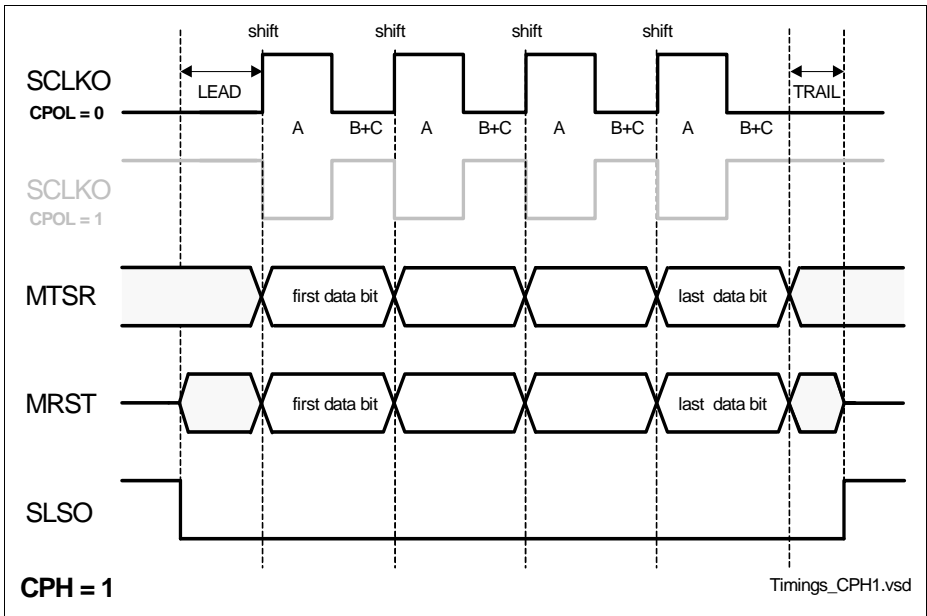 shift shift shift shift
SCLKO
CPOL = 0
LEAD TRAIL
A B+C A B+C A B+C A B+C
SCLKO
CPOL = 1
MTSR first data bit last data bit
MRST first data bit last data bit
SLSO
CPH = 1
Timings_CPH1.vsd